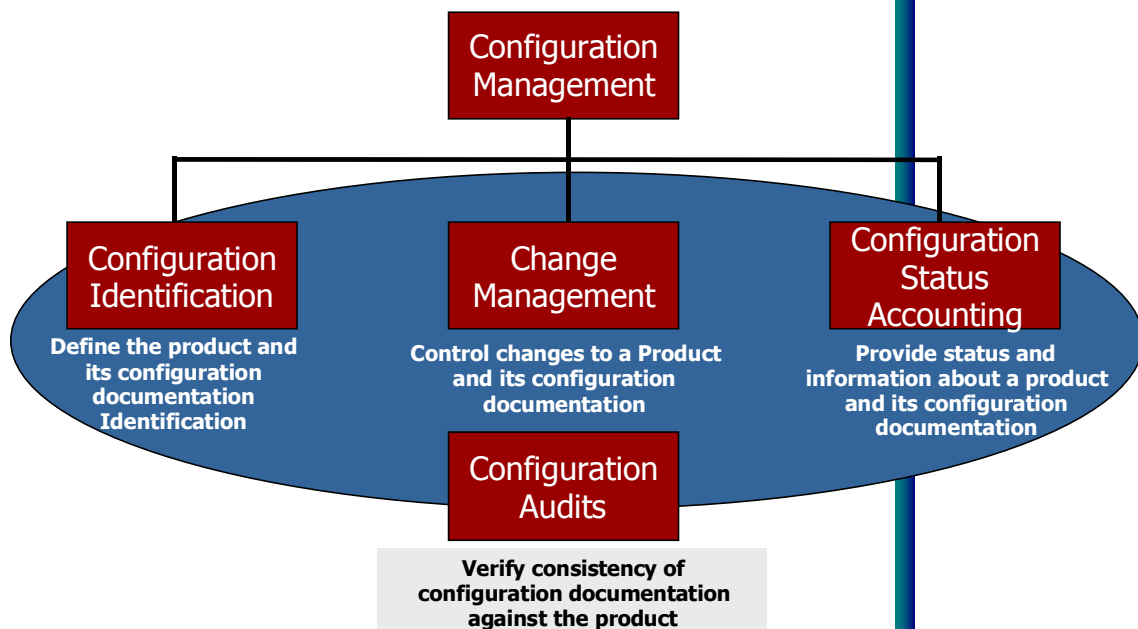 Configuration
Management
Configuration
Identification
Define the product and
its configuration
documentation
Identification
Change
Management
Control changes to a Product
and its configuration
documentation
Configuration
Status
Accounting
Provide status and
information about a product
and its configuration
documentation
Configuration
Audits
Verify consistency of
configuration documentation
against the product